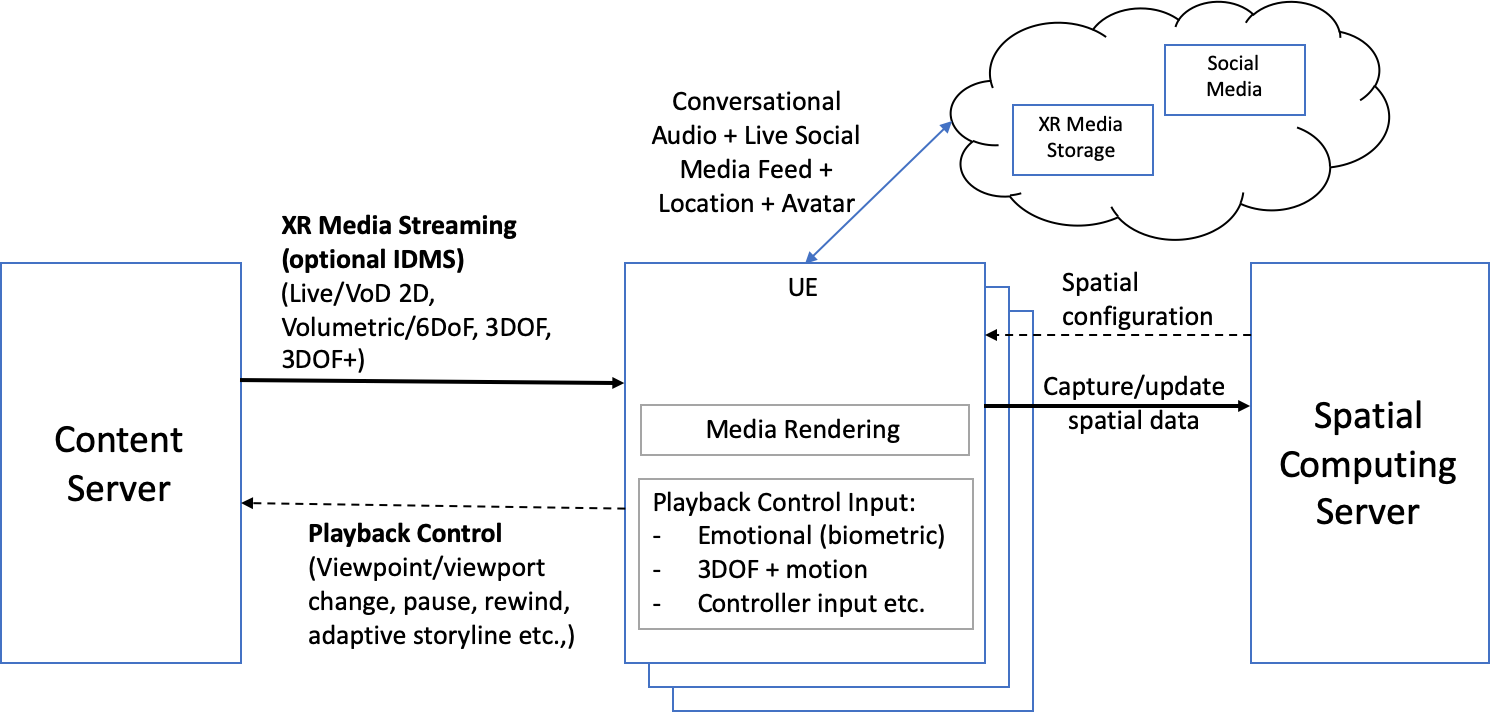 Social
Media
XR Media
Storage
Conversational
Audio + Live Social
Media Feed +
Location + Avatar
XR Media Streaming
(optional IDMS)
(Live/VoD 2D,
Volumetric/6DoF, 3DOF,
3DOF+)
Content
Server
Playback Control
(Viewpoint/viewport
change, pause, rewind,
adaptive storyline etc.,)
UE
Media Rendering
Playback Control Input:
- Emotional (biometric)
- 3DOF + motion
- Controller input etc.
Spatial
configuration
Capture/update
spatial data
Spatial
Computing
Server